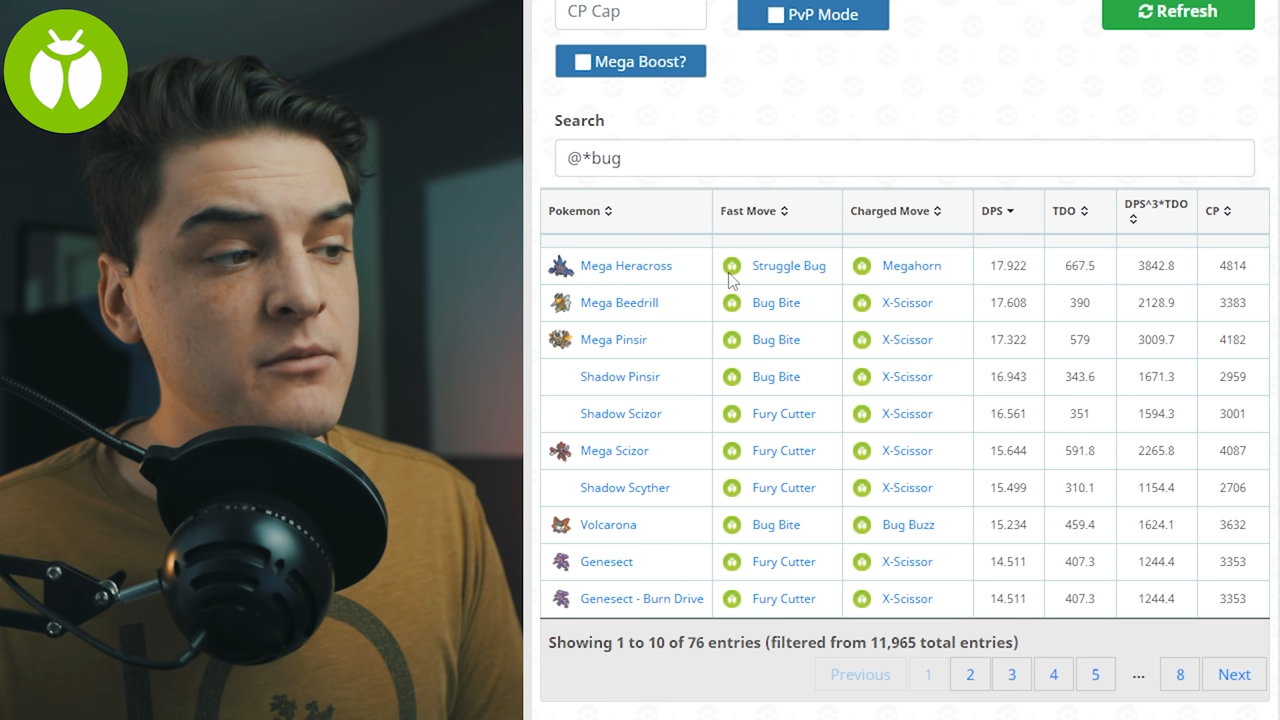 CP Cap
PvP Mode
Refresh
Mega Boost?
Search
@*bug
Pokemon Fast Move Charged Move DPS TDO DPS^3*TDO CP
Mega Heracross Struggle Bug Megahorn 17.922 667.5 3842.8 4814
Mega Beedrill Bug Bite X-Scissor 17.608 390 2128.9 3383
Mega Pinsir Bug Bite X-Scissor 17.322 579 3009.7 4182
Shadow Pinsir Bug Bite X-Scissor 16.943 343.6 1671.3 2959
Shadow Scizor Fury Cutter X-Scissor 16.561 351 1594.3 3001
Mega Scizor Fury Cutter X-Scissor 15.644 591.8 2265.8 4087
Shadow Scyther Fury Cutter X-Scissor 15.499 310.1 1154.4 2706
Volcarona Bug Bite Bug Buzz 15.234 459.4 1624.1 3632
Genesect Fury Cutter X-Scissor 14.511 407.3 1244.4 3353
Genesect - Burn Drive Fury Cutter X-Scissor 14.511 407.3 1244.4 3353
Showing 1 to 10 of 76 entries (filtered from 11,965 total entries)
Previous 1 2 3 4 5 ... 8 Next